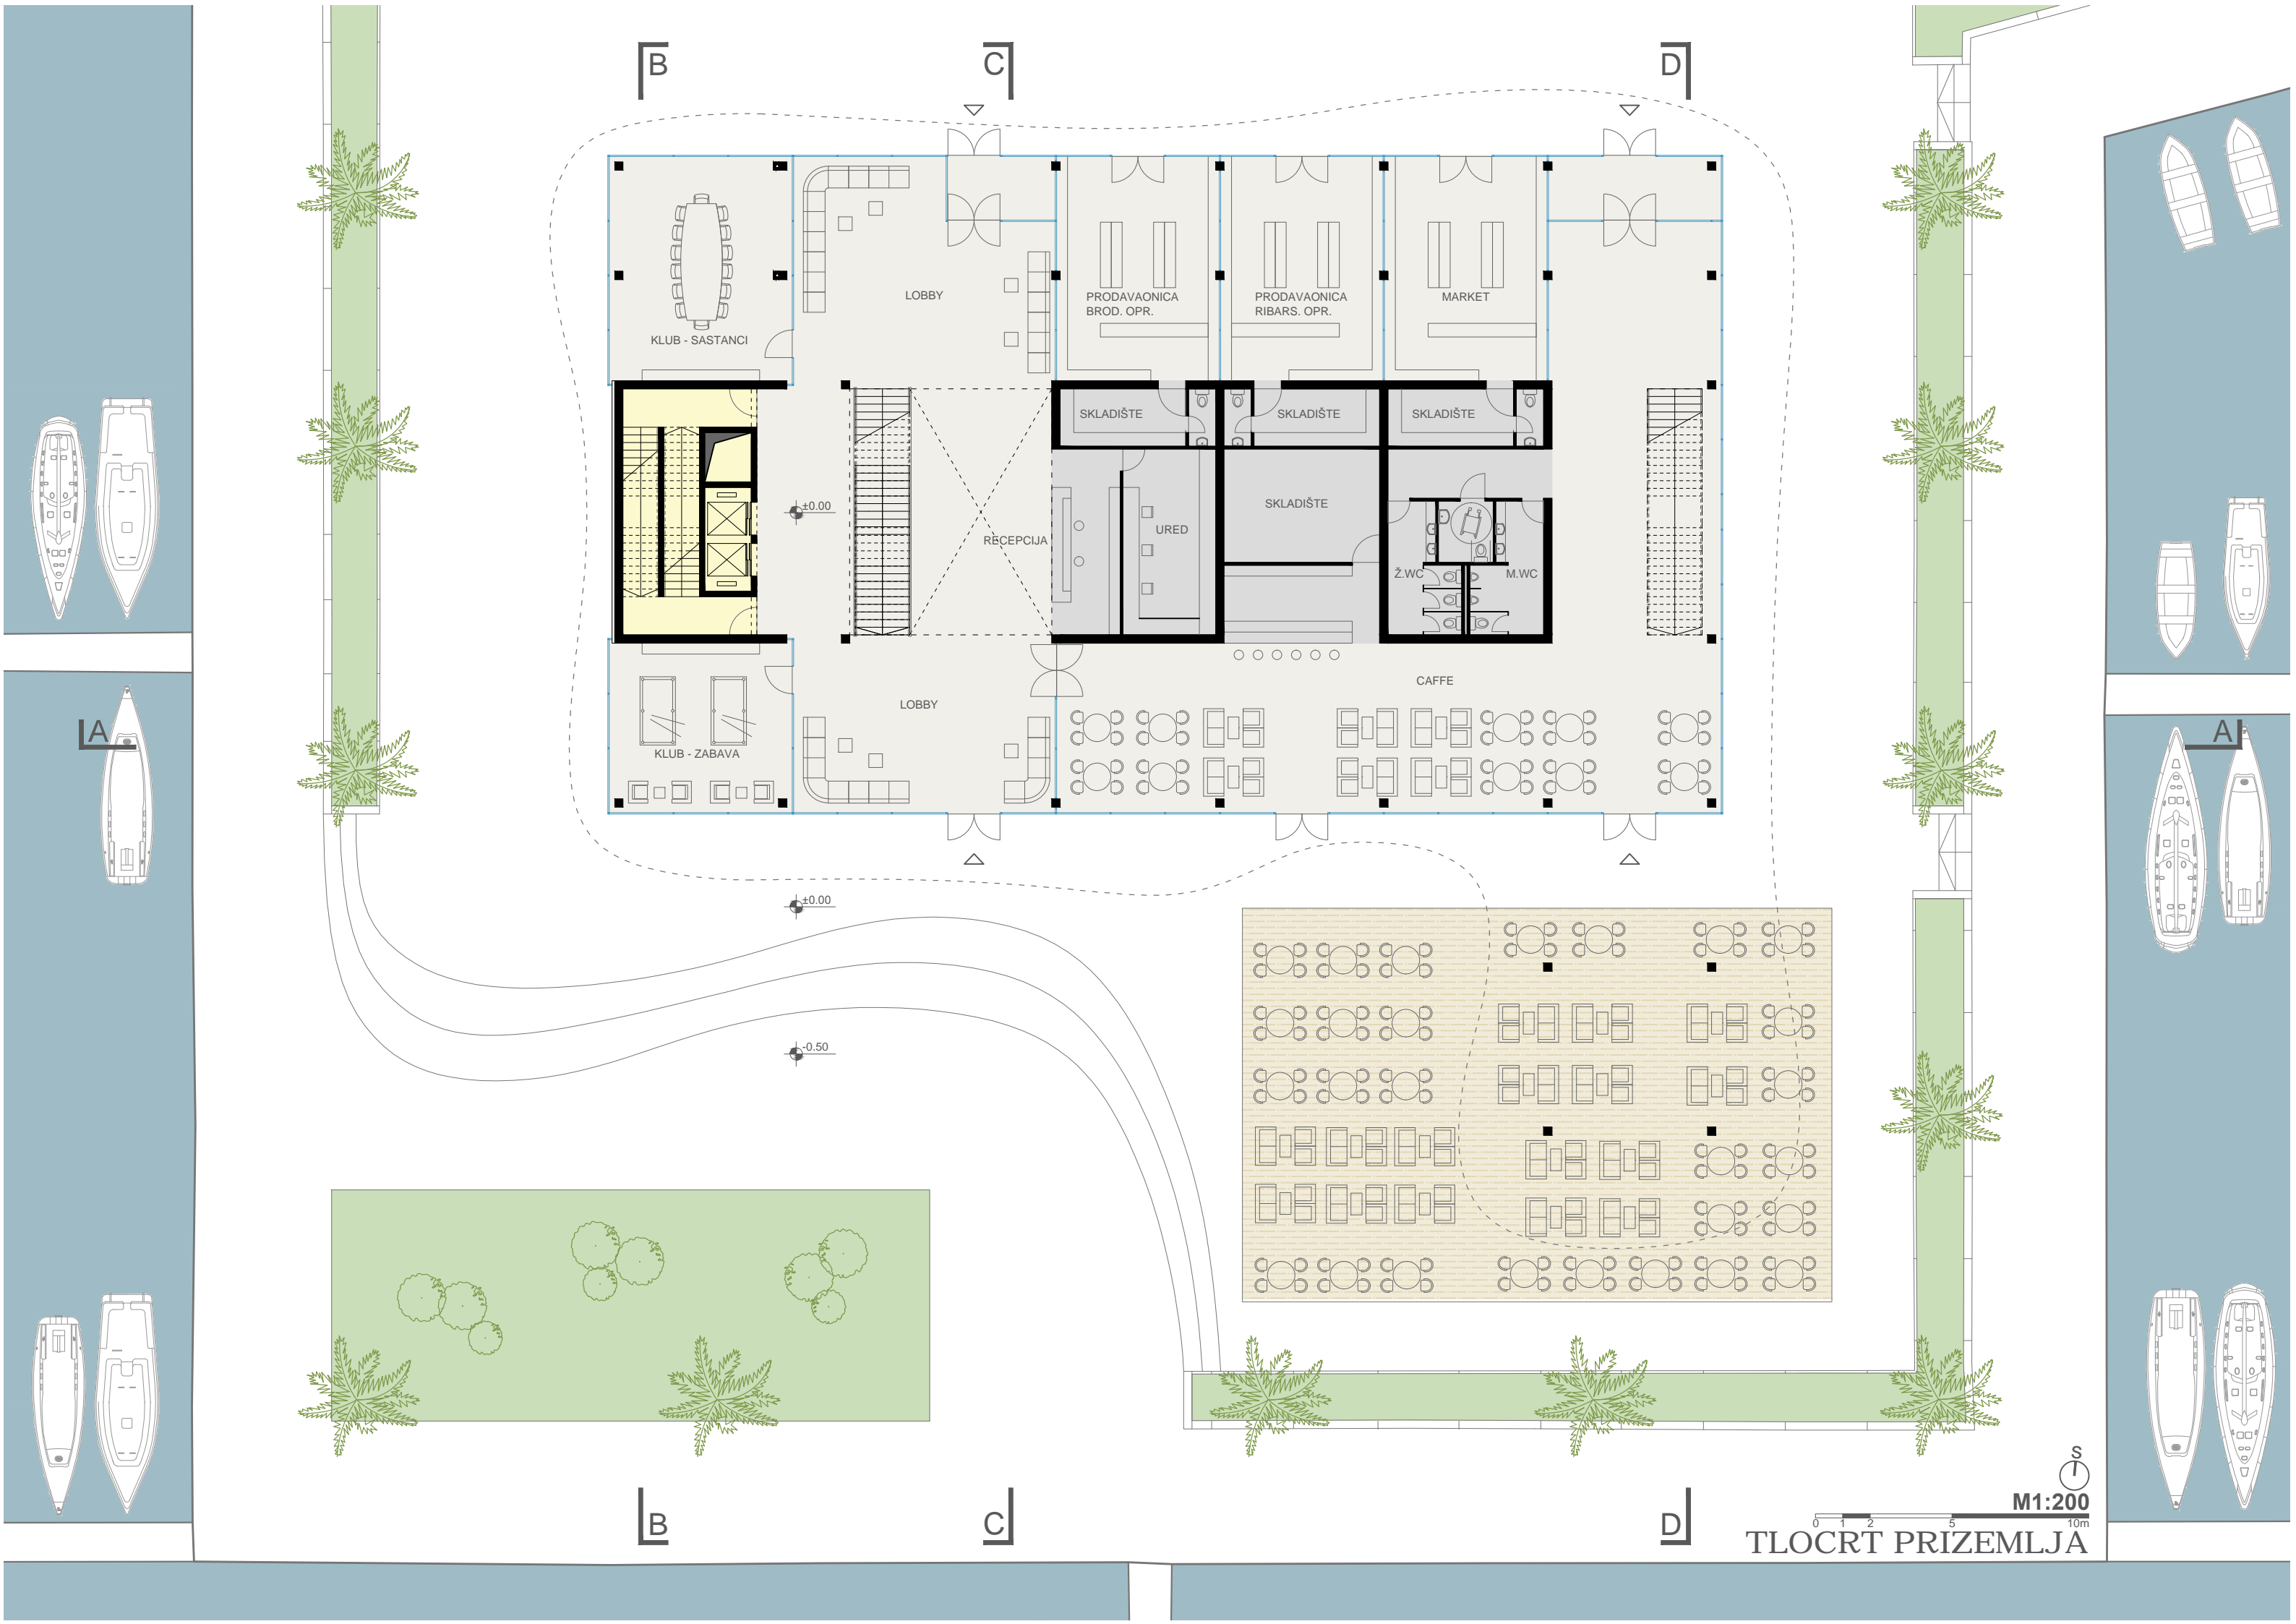 B
C
D
LOBBY
PRODAVAONICA
BROD. OPR.
PRODAVAONICA
RIBARS. OPR.
MARKET
KLUB - SASTANCI
SKLADIŠTE
SKLADIŠTE
SKLADIŠTE
±0.00
SKLADIŠTE
URED
RECEPCIJA
Ž.WC
M.WC
CAFFE
LOBBY
A
A
KLUB - ZABAVA
±0.00
-0.50
S
M1:200
0 1 2 5 10m
B
C
D
TLOCRT PRIZEMLJA